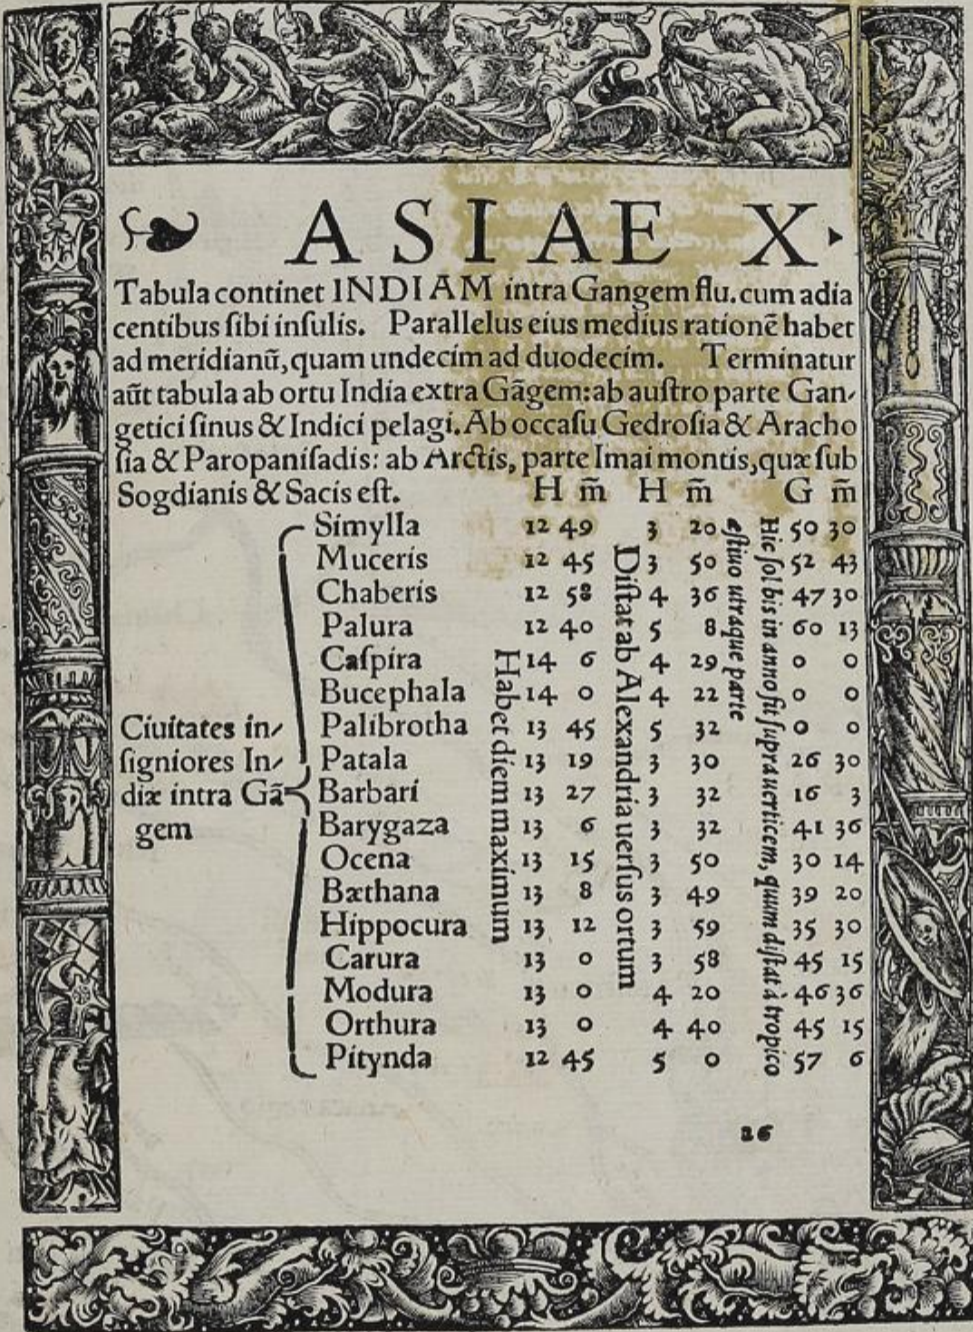 ASIAE X
Tabula continet INDIAM intra Gangem flu. cum adia
centibus sibi insulis. Parallelus eius medius rationẽ habet
ad meridianũ, quam undecim ad duodecim. Terminatur
aũt tabula ab ortu India extra Gãgem: ab austro parte Gan-
getici sinus & Indici pelagi. Ab occasu Gedrosia & Aracho
sia & Paropanisadis: ab Arctis, parte Imai montis, quæ sub
Sogdianis & Sacis est. H m̃ H m̃ G m̃
Ciuitates in-
signiores In-
diæ intra Gã
gem
Habet diem maximum
Distat ab Alexandria uersus ortum
Hic sol bis in anno fit supra uerticem, quum distat à tropico
æstiuo utraque parte
Simylla 12 49 3 20 50 30
Muceris 12 45 3 50 52 43
Chaberis 12 58 4 36 47 30
Palura 12 40 5 8 60 13
Caspira 14 6 4 29 0 0
Bucephala 14 0 4 22 0 0
Palibrotha 13 45 5 32 0 0
Patala 13 19 3 30 26 30
Barbari 13 27 3 32 16 3
Barygaza 13 6 3 32 41 36
Ocena 13 15 3 50 30 14
Bæthana 13 8 3 49 39 20
Hippocura 13 12 3 59 35 30
Carura 13 0 3 58 45 15
Modura 13 0 4 20 46 36
Orthura 13 0 4 40 45 15
Pitynda 12 45 5 0 57 6
26